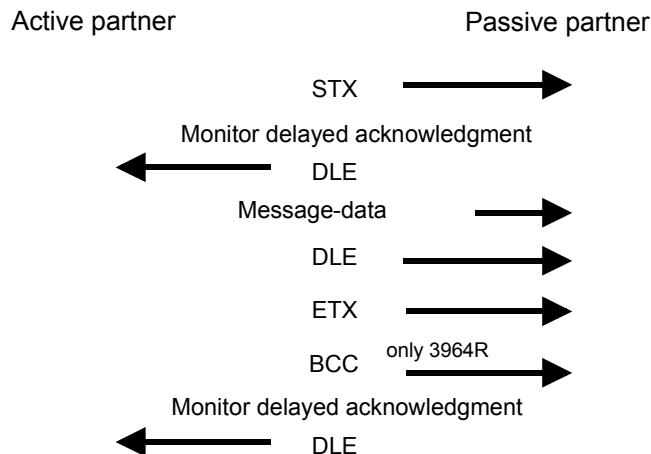 Active partner Passive partner
STX
Monitor delayed acknowledgment
DLE
Message-data
DLE
ETX
BCC only 3964R
Monitor delayed acknowledgment
DLE